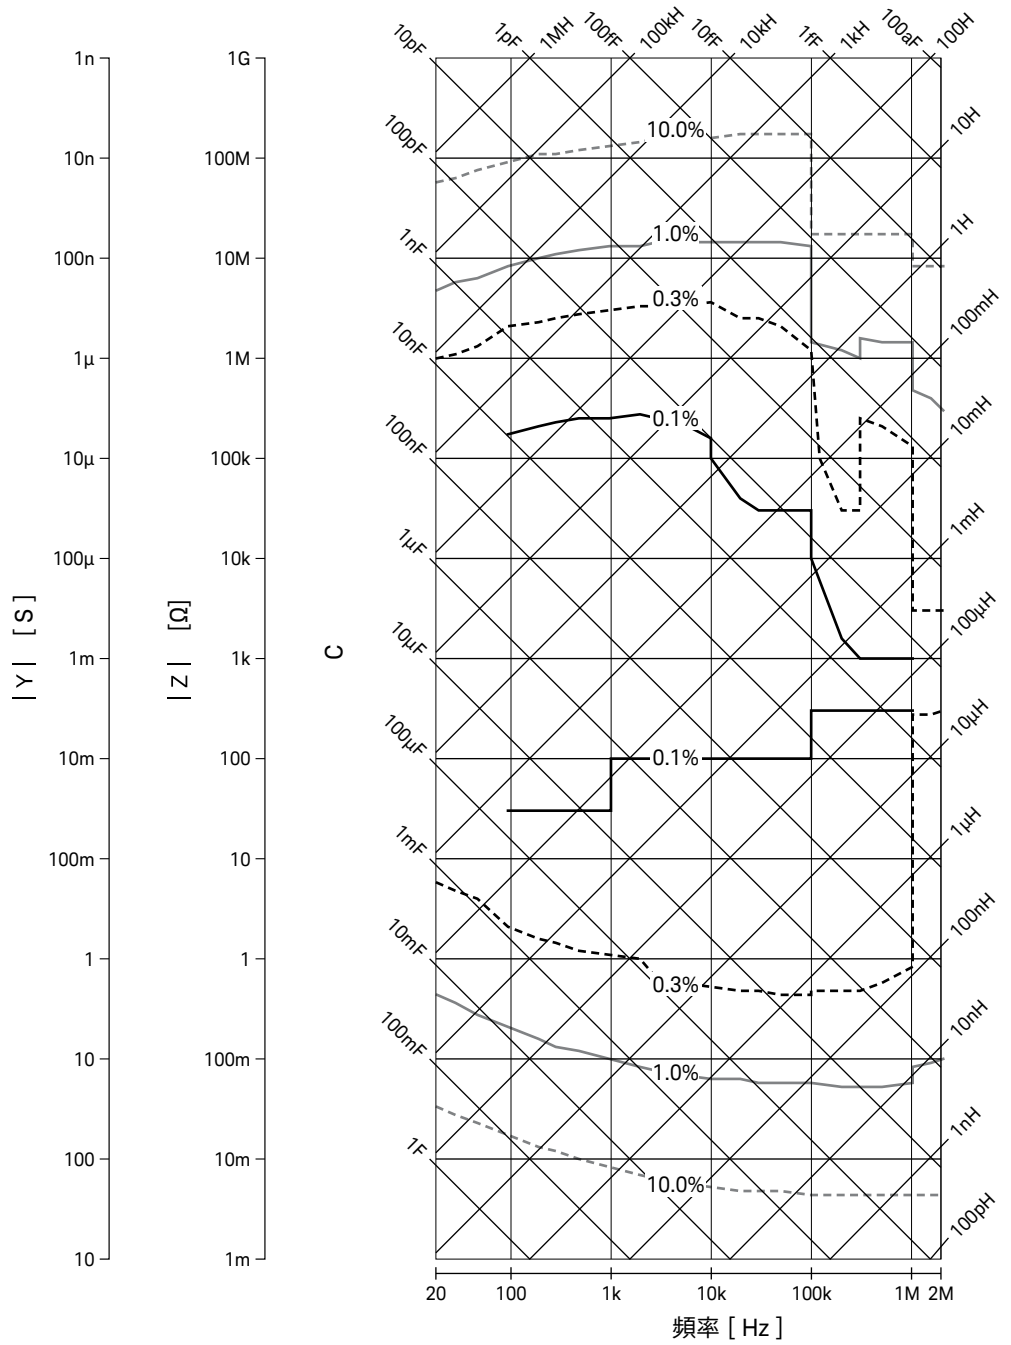 10pF
1pF
1MH
100fF
100kH
10fF
10kH
1fF
1kH
100aF
100H
1n
1G
10H
100pF
10.0%
10n
100M
1nF
1.0%
1H
100n
10M
0.3%
100mH
10nF
1μ
1M
0.1%
10mH
100nF
10μ
100k
1mH
1μF
100μ
10k
|Y| [S]
|Z| [Ω]
C
100μH
10μF
1m
1k
10μH
100μF
10m
100
0.1%
1μH
1mF
100m
10
100nH
10mF
1
1
0.3%
10nH
100mF
10
100m
1.0%
1nH
1F
100
10m
10.0%
100pH
10
1m
20 100 1k 10k 100k 1M 2M
頻率 [ Hz ]